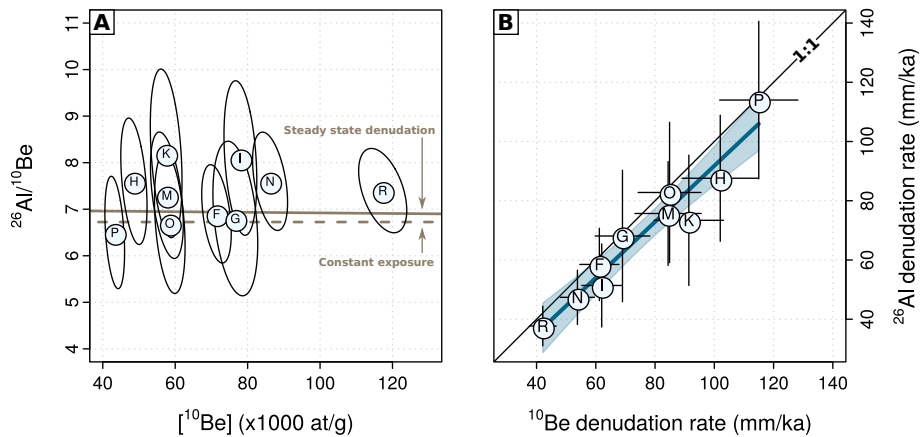 A
11
10
9
8
7
6
5
4
40
60
80
100
120
²⁶Al/¹⁰Be
[¹⁰Be] (x1000 at/g)
Steady state denudation
Constant exposure
K
H
I
N
R
M
F
G
O
P
B
1:1
P
H
O
M
K
G
F
I
N
R
40
60
80
100
120
140
¹⁰Be denudation rate (mm/ka)
140
120
100
80
60
40
²⁶Al denudation rate (mm/ka)